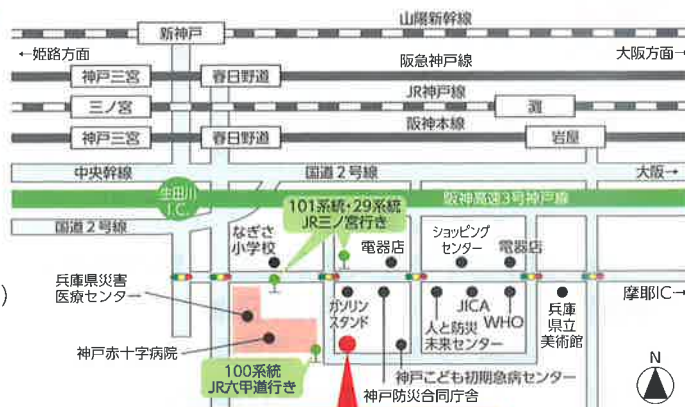 山陽新幹線
新神戸
←姫路方面
大阪方面→
阪急神戸線
神戸三宮
春日野道
JR神戸線
三ノ宮
灘
阪神本線
神戸三宮
春日野道
岩屋
中央幹線
国道2号線
大阪→
生田川
I.C.
阪神高速3号神戸線
国道2号線
101系統・29系統
JR三ノ宮行き
なぎさ
小学校
電器店
ショッピング
センター
電器店
兵庫県災害
医療センター
ガソリン
スタンド
JICA
WHO
人と防災
未来センター
兵庫
県立
美術館
摩耶IC→
)
神戸赤十字病院
100系統
JR六甲道行き
神戸こども初期急病センター
神戸防災合同庁舎
N